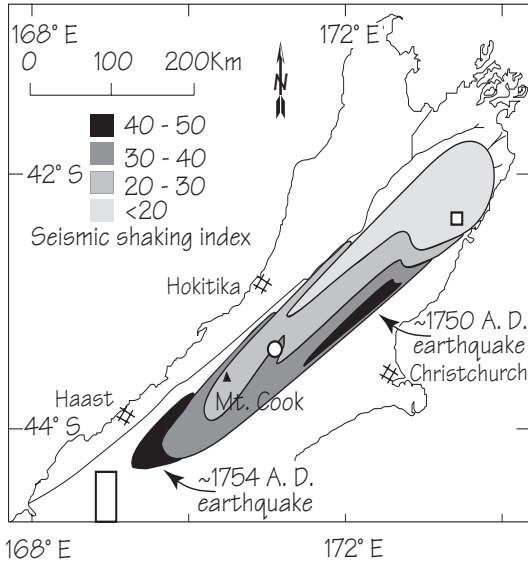 168° E
172° E
0
100
200Km
N
40 - 50
30 - 40
20 - 30
<20
Seismic shaking index
42° S
Hokitika
~1750 A. D.
earthquake
Christchurch
Mt. Cook
Haast
44° S
~1754 A. D.
earthquake
168° E
172° E